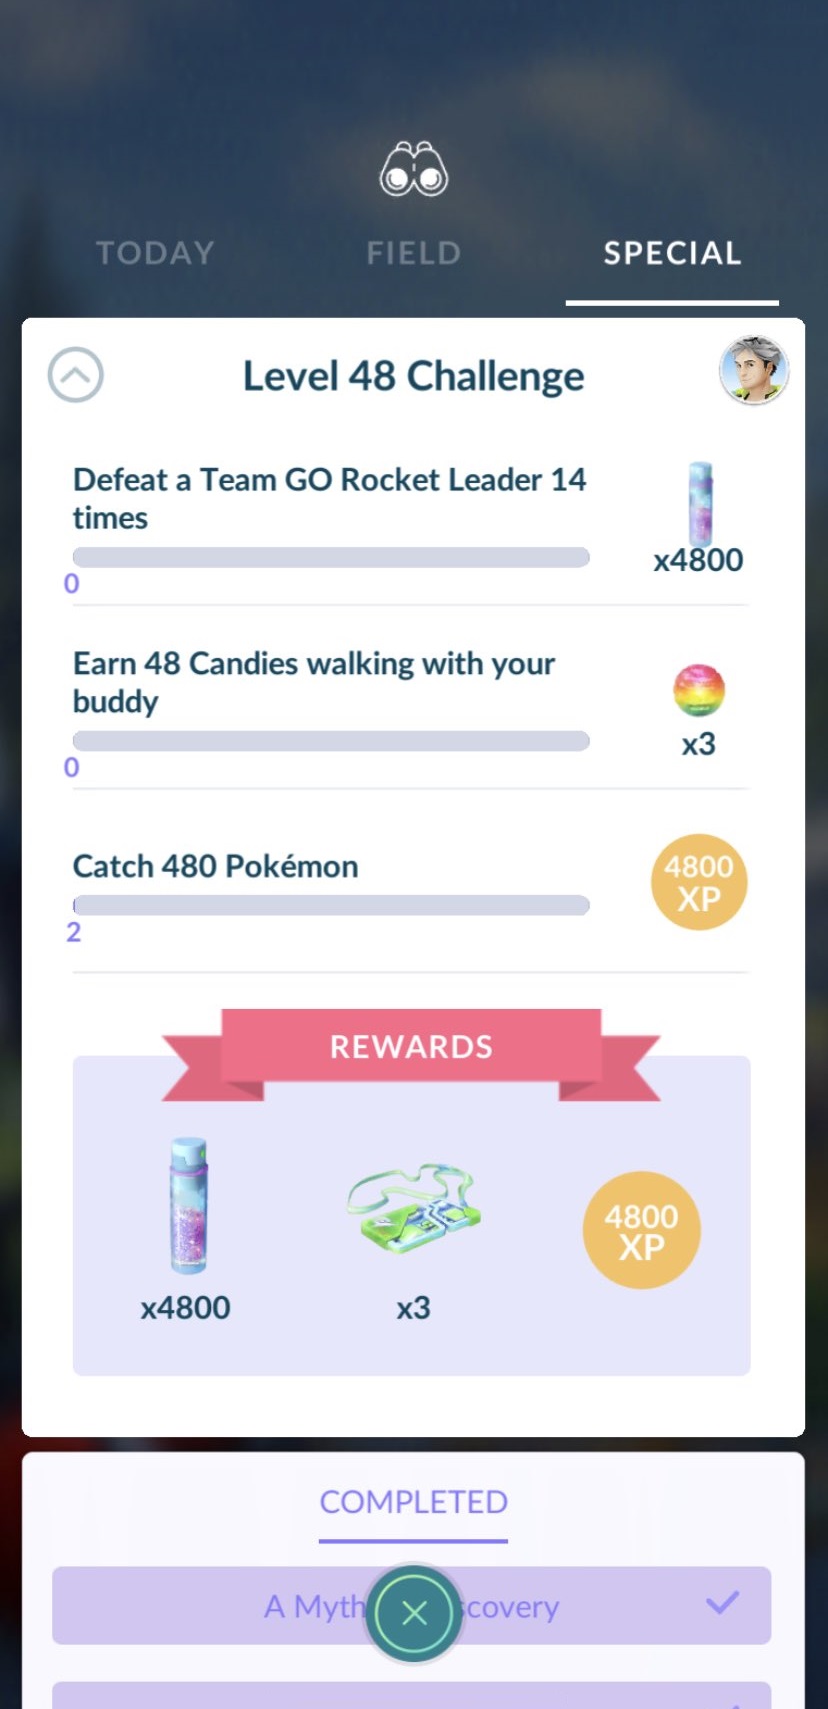 TODAY
FIELD
SPECIAL
Level 48 Challenge
Defeat a Team GO Rocket Leader 14
times
x4800
0
Earn 48 Candies walking with your
buddy
x3
0
Catch 480 Pokémon
4800
XP
2
REWARDS
x4800
x3
4800
XP
COMPLETED
A Myth scovery